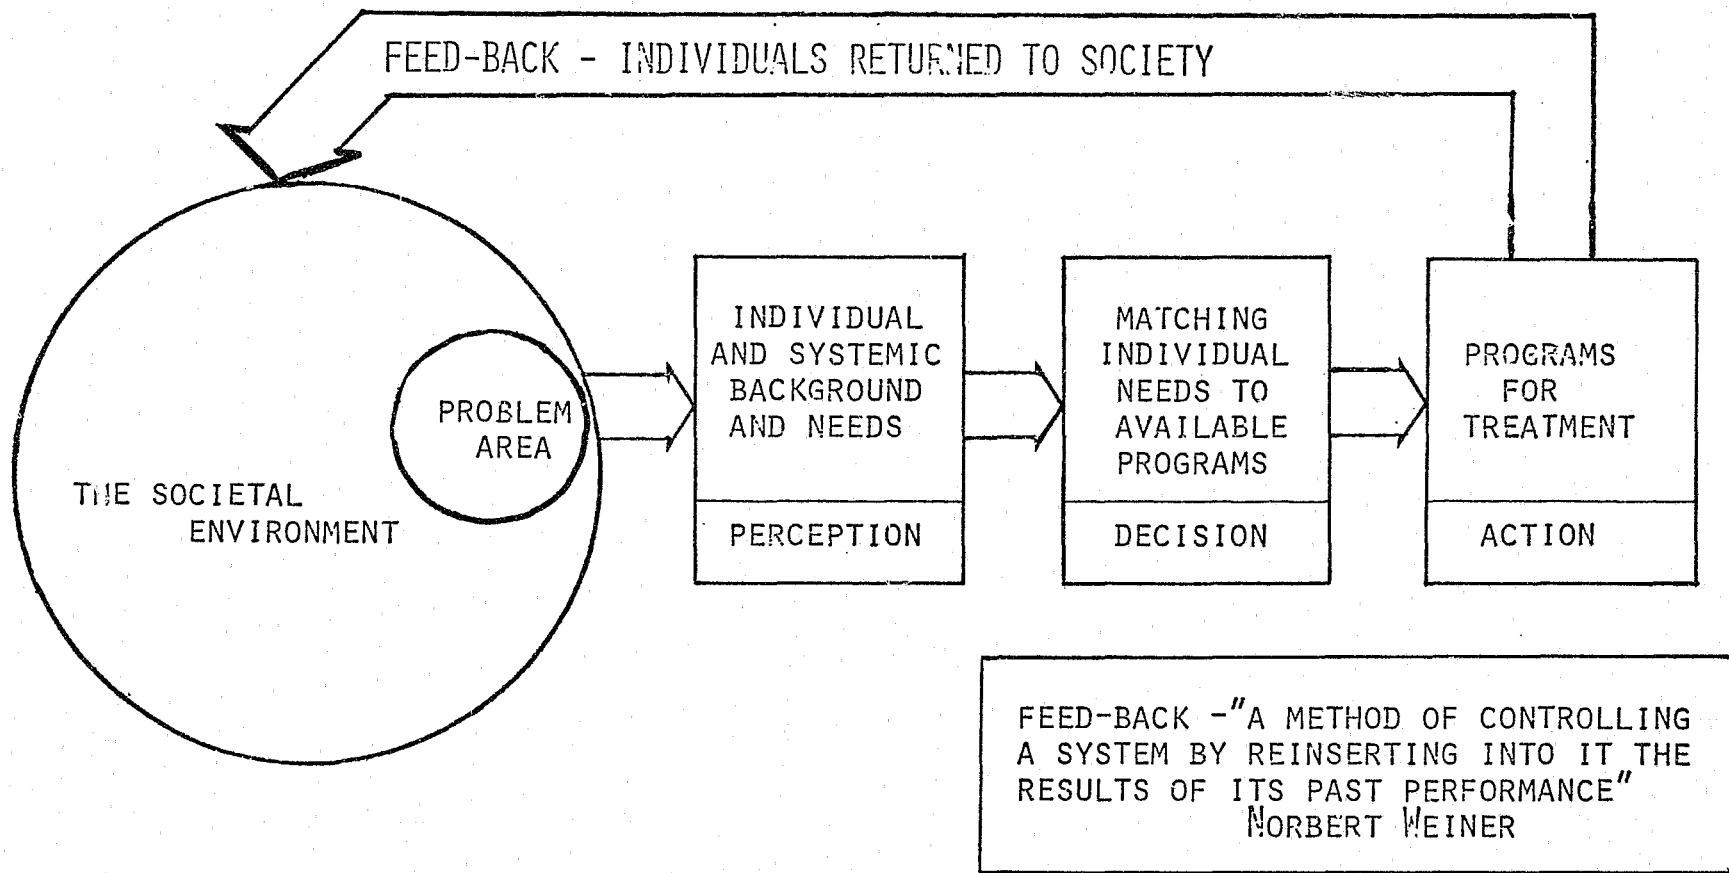 FEED-BACK - INDIVIDUALS RETURNED TO SOCIETY
THE SOCIETAL
ENVIRONMENT
PROBLEM
AREA
INDIVIDUAL
AND SYSTEMIC
BACKGROUND
AND NEEDS
PERCEPTION
MATCHING
INDIVIDUAL
NEEDS TO
AVAILABLE
PROGRAMS
DECISION
PROGRAMS
FOR
TREATMENT
ACTION
FEED-BACK -"A METHOD OF CONTROLLING
A SYSTEM BY REINSERTING INTO IT THE
RESULTS OF ITS PAST PERFORMANCE"
NORBERT WEINER